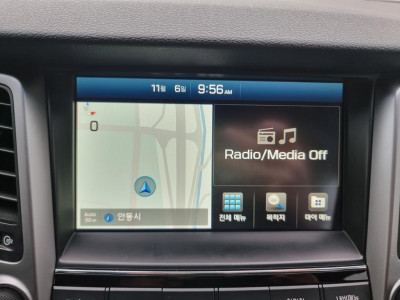 11월 6일 9:56 AM
0
Radio/Media Off
Auto
안동시
전체 메뉴
목적지
마이 메뉴